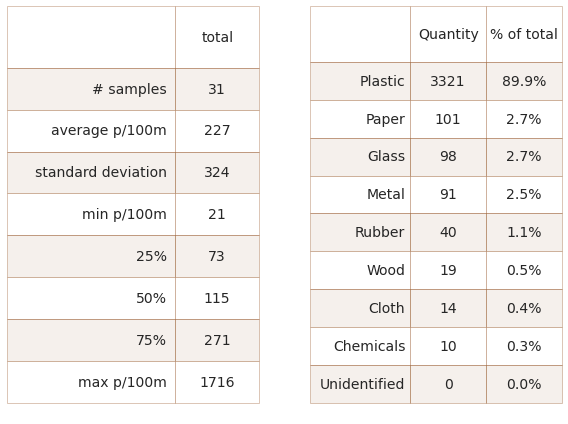 total
# samples 31
average p/100m 227
standard deviation 324
min p/100m 21
25% 73
50% 115
75% 271
max p/100m 1716
Quantity % of total
Plastic 3321 89.9%
Paper 101 2.7%
Glass 98 2.7%
Metal 91 2.5%
Rubber 40 1.1%
Wood 19 0.5%
Cloth 14 0.4%
Chemicals 10 0.3%
Unidentified 0 0.0%